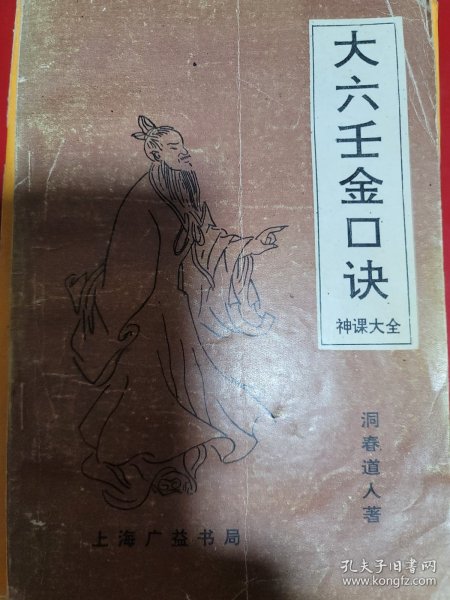 大六壬金口诀
神课大全
洞春道人著
上海广益书局
孔夫子旧书网
www.kongfz.com